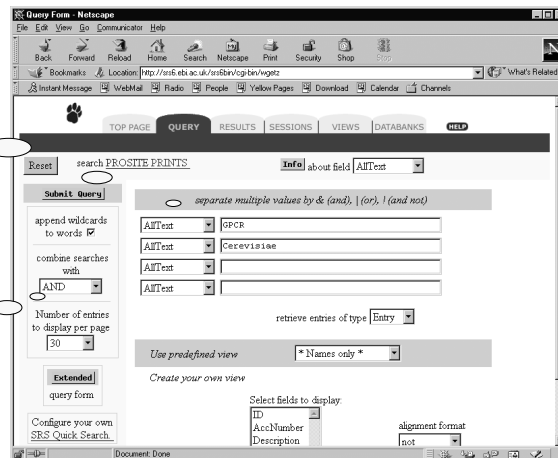 Query Form - Netscape
File Edit View Go Communicator Help
Back Forward Reload Home Search Netscape Print Security Shop Stop
Bookmarks Location: http://srs6.ebi.ac.uk/srs6bin/cgi-bin/wgetz What's Related
Instant Message WebMail Radio People Yellow Pages Download Calendar Channels
TOP PAGE QUERY RESULTS SESSIONS VIEWS DATABANKS HELP
Reset search PROSITE PRINTS Info about field AllText
Submit Query
separate multiple values by & (and), | (or), ! (and not)
append wildcards
to words
AllText GPCR
AllText Cerevisiae
combine searches
with
AND
AllText
AllText
Number of entries
to display per page
30
retrieve entries of type Entry
Use predefined view * Names only *
Create your own view
Extended
query form
Select fields to display:
ID
AccNumber
Description
alignment format
not
Configure your own
SRS Quick Search.
Document: Done